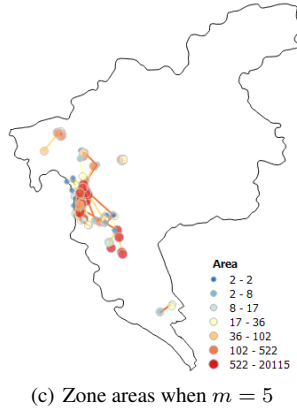 Area
2 - 2
2 - 8
8 - 17
17 - 36
36 - 102
102 - 522
522 - 20115
(c) Zone areas when m = 5